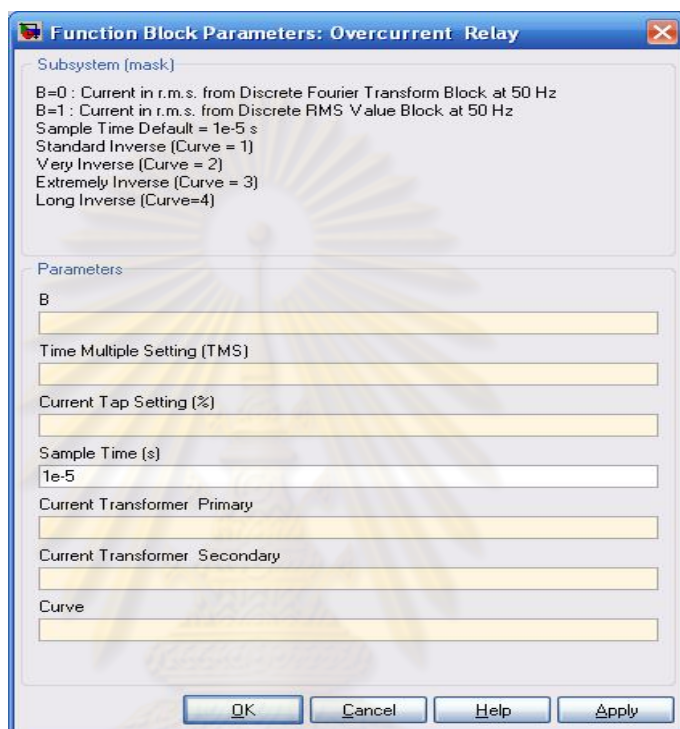 Function Block Parameters: Overcurrent Relay
Subsystem (mask)
B=0 : Current in r.m.s. from Discrete Fourier Transform Block at 50 Hz
B=1 : Current in r.m.s. from Discrete RMS Value Block at 50 Hz
Sample Time Default = 1e-5 s
Standard Inverse (Curve = 1)
Very Inverse (Curve = 2)
Extremely Inverse (Curve = 3)
Long Inverse (Curve=4)
Parameters
B
Time Multiple Setting (TMS)
Current Tap Setting (%)
Sample Time (s)
1e-5
Current Transformer Primary
Current Transformer Secondary
Curve
OK Cancel Help Apply